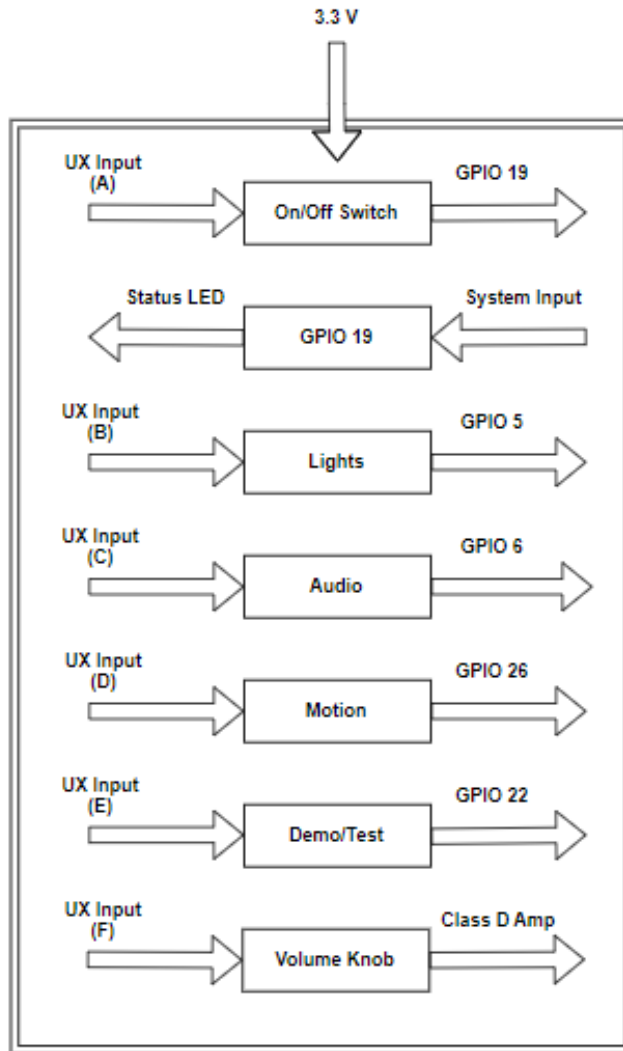 3.3 V
UX Input
(A)
On/Off Switch
GPIO 19
Status LED
GPIO 19
System Input
UX Input
(B)
Lights
GPIO 5
UX Input
(C)
Audio
GPIO 6
UX Input
(D)
Motion
GPIO 26
UX Input
(E)
Demo/Test
GPIO 22
UX Input
(F)
Volume Knob
Class D Amp